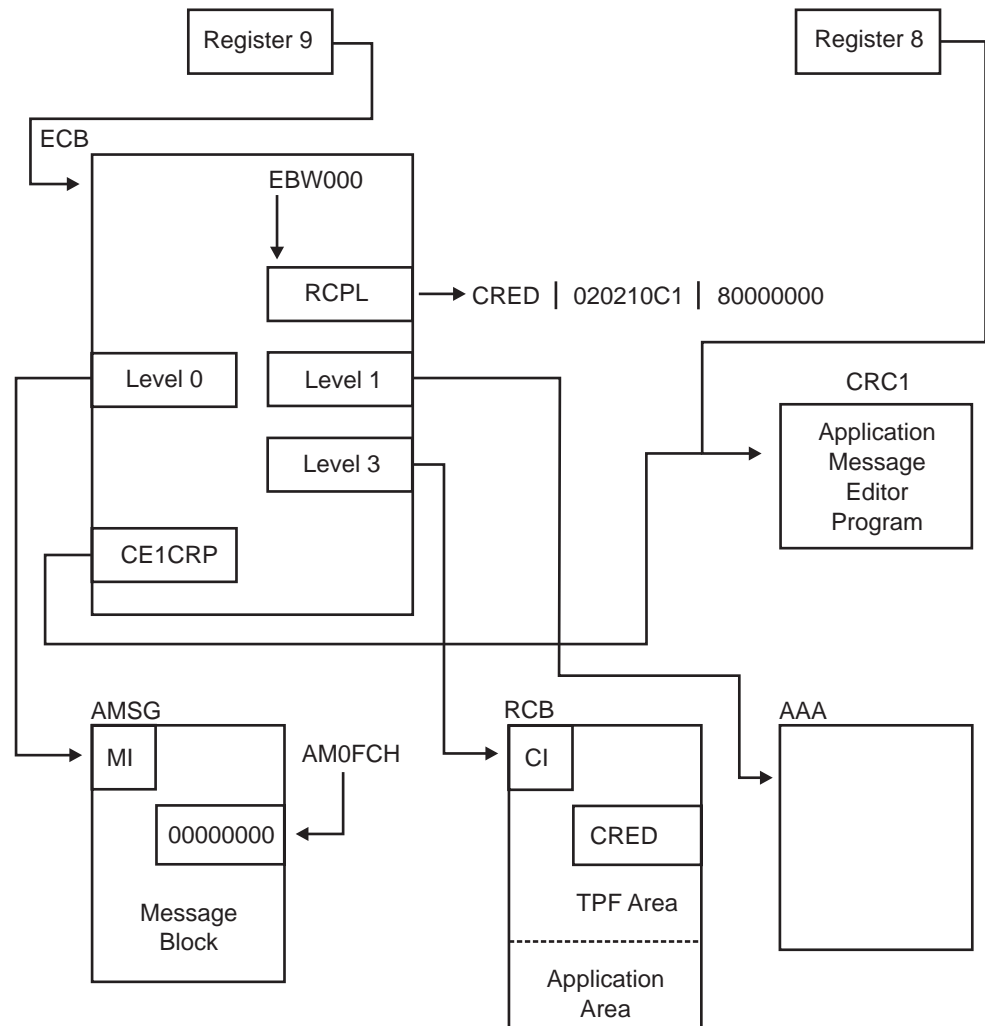 Register 9
Register 8
ECB
EBW000
RCPL
CRED | 020210C1 | 80000000
Level 0
Level 1
CRC1
Application
Message
Editor
Program
Level 3
CE1CRP
AMSG
RCB
AAA
MI
AM0FCH
CI
00000000
CRED
TPF Area
Message
Block
Application
Area